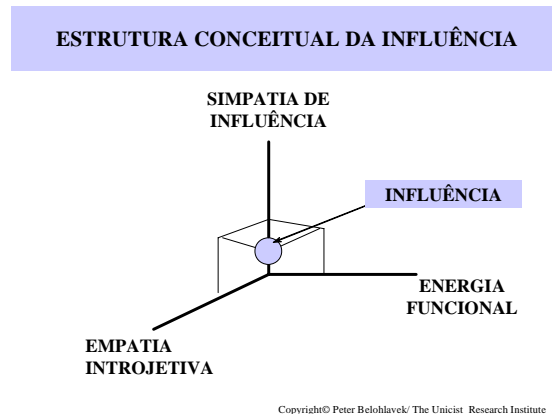 ESTRUTURA CONCEITUAL DA INFLUÊNCIA
SIMPATIA DE
INFLUÊNCIA
INFLUÊNCIA
ENERGIA
FUNCIONAL
EMPATIA
INTROJETIVA
Copyright© Peter Belohlavek/ The Unicist Research Institute